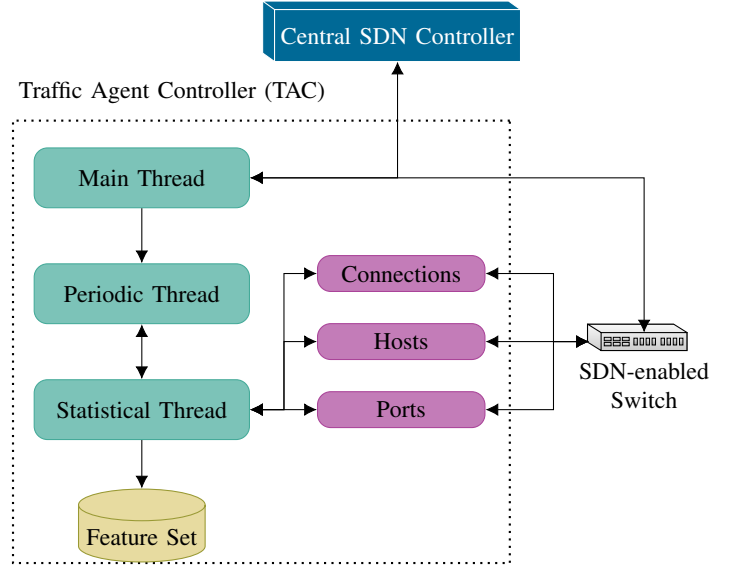 Central SDN Controller
Traffic Agent Controller (TAC)
Main Thread
Periodic Thread
Connections
Hosts
SDN-enabled
Switch
Statistical Thread
Ports
Feature Set